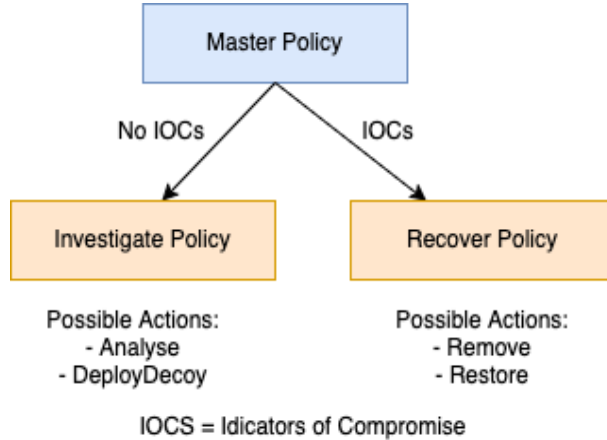 Master Policy
No IOCs
IOCs
Investigate Policy
Recover Policy
Possible Actions:
- Analyse
- DeployDecoy
Possible Actions:
- Remove
- Restore
IOCS = Idicators of Compromise